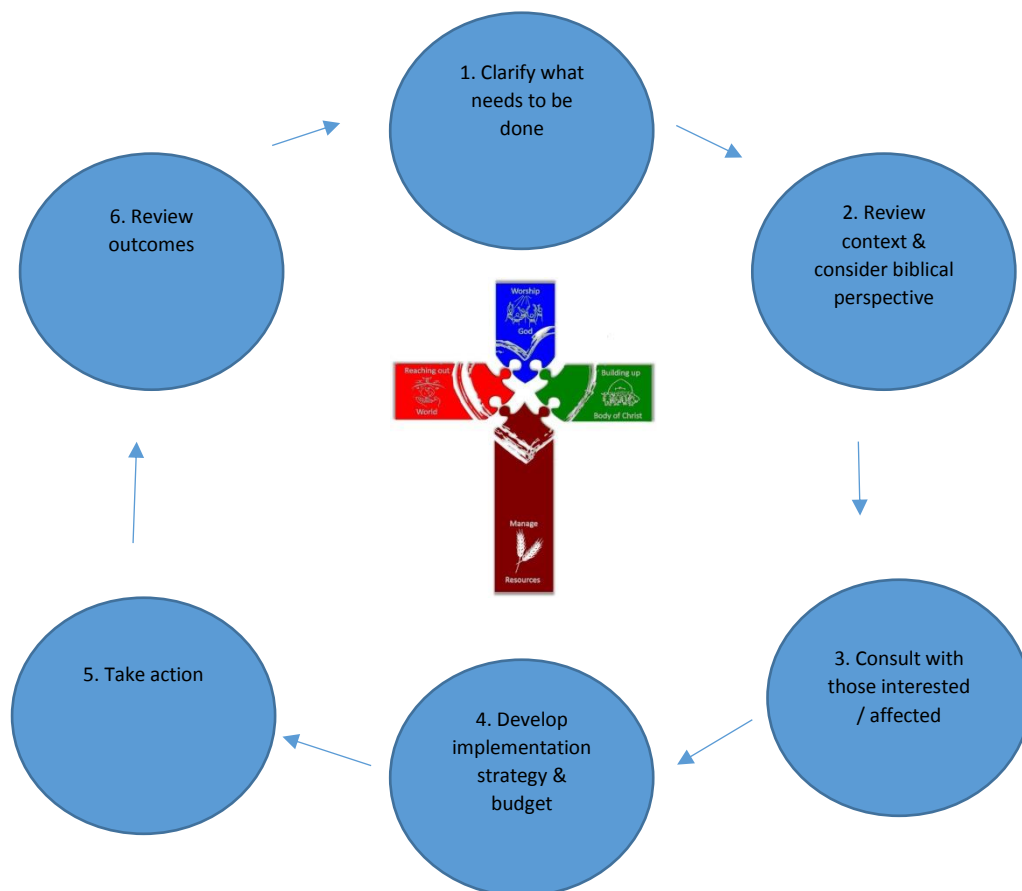 1. Clarify what
needs to be
done
2. Review
context &
consider biblical
perspective
3. Consult with
those interested
/ affected
4. Develop
implementation
strategy &
budget
5. Take action
6. Review
outcomes
Worship
God
Reaching out
World
Building up
Body of Christ
Manage
Resources